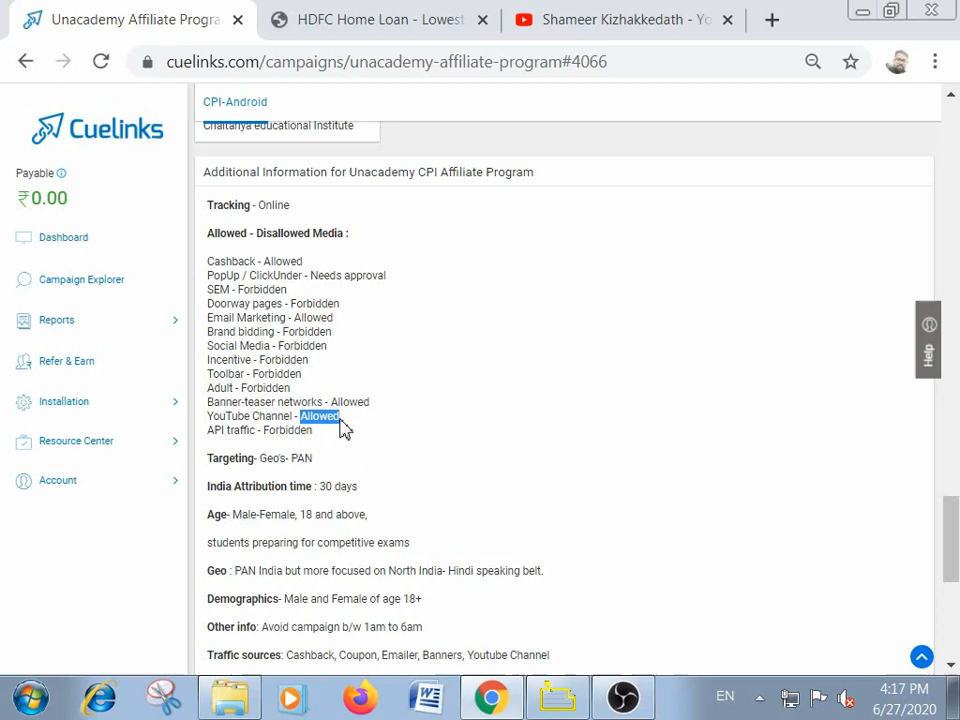 Unacademy Affiliate Progra
HDFC Home Loan - Lowest
Shameer Kizhakkedath - Yo
cuelinks.com/campaigns/unacademy-affiliate-program#4066
Cuelinks
Payable
₹0.00
Dashboard
Campaign Explorer
Reports
Refer & Earn
Installation
Resource Center
Account
CPI-Android
Chaitanya educational Institute
Additional Information for Unacademy CPI Affiliate Program
Tracking - Online
Allowed - Disallowed Media :
Cashback - Allowed
PopUp / ClickUnder - Needs approval
SEM - Forbidden
Doorway pages - Forbidden
Email Marketing - Allowed
Brand bidding - Forbidden
Social Media - Forbidden
Incentive - Forbidden
Toolbar - Forbidden
Adult - Forbidden
Banner-teaser networks - Allowed
YouTube Channel - Allowed
API traffic - Forbidden
Targeting- Geo's- PAN
India Attribution time : 30 days
Age- Male-Female, 18 and above,
students preparing for competitive exams
Geo : PAN India but more focused on North India- Hindi speaking belt.
Demographics- Male and Female of age 18+
Other info: Avoid campaign b/w 1am to 6am
Traffic sources: Cashback, Coupon, Emailer, Banners, Youtube Channel
Help
EN
4:17 PM
6/27/2020